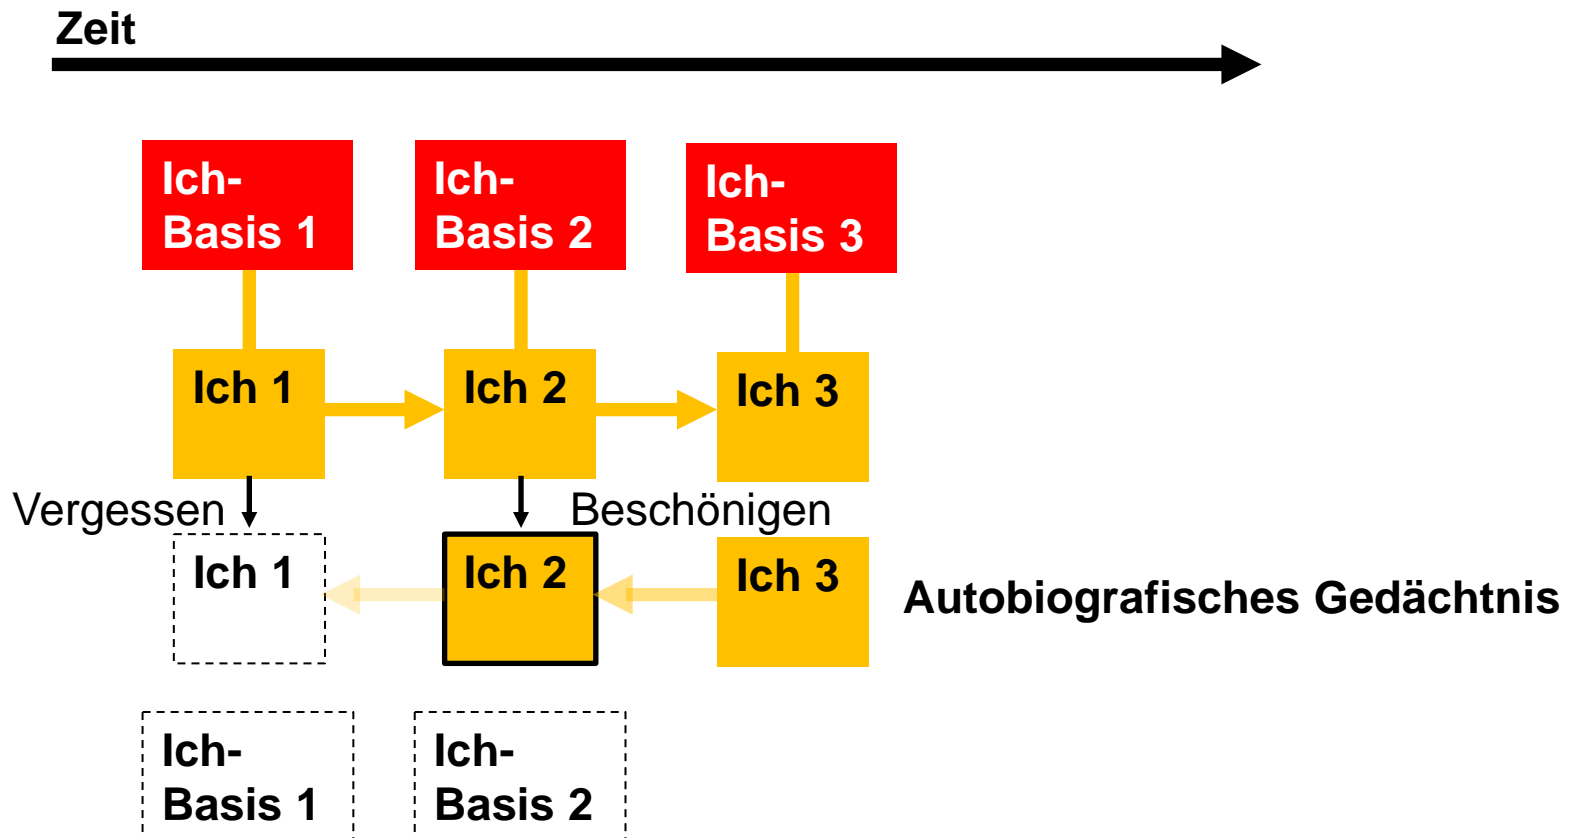 Zeit
Ich-
Basis 1
Ich-
Basis 2
Ich-
Basis 3
Ich 1
Ich 2
Ich 3
Vergessen
Beschönigen
Ich 1
Ich 2
Ich 3
Autobiografisches Gedächtnis
Ich-
Basis 1
Ich-
Basis 2